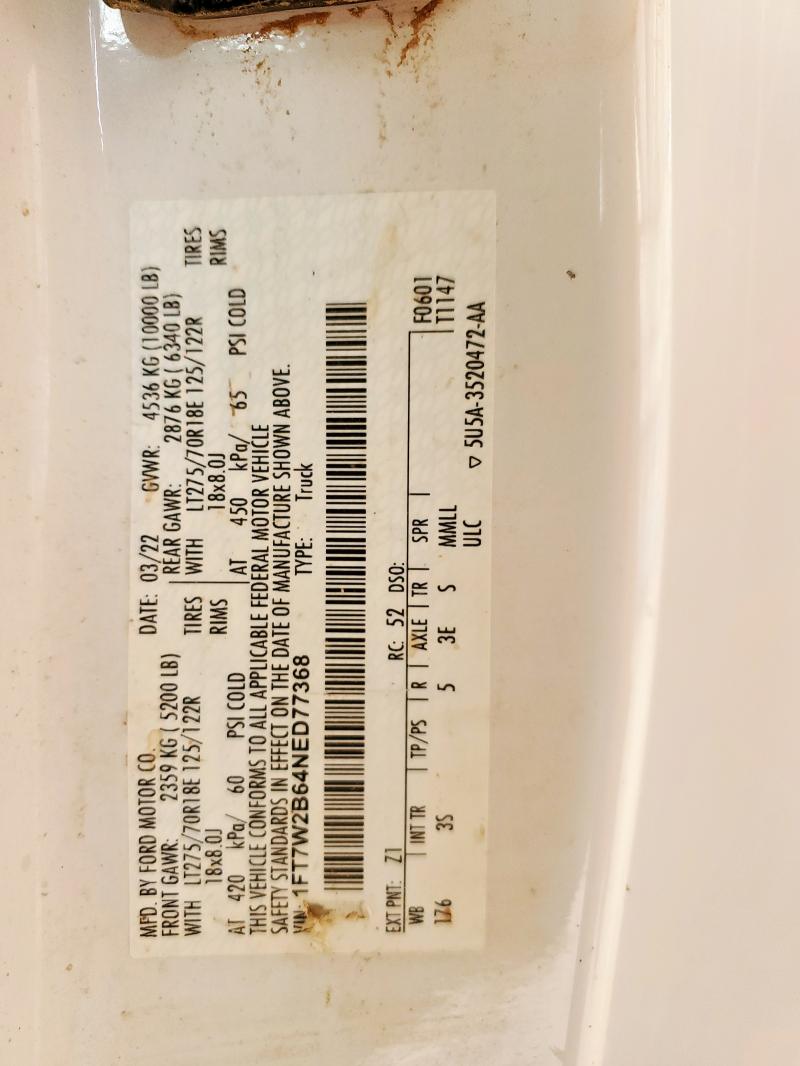 MFD. BY FORD MOTOR CO. DATE: 03/22 GVWR: 4536 KG (10000 LB)
FRONT GAWR: 2359 KG ( 5200 LB) REAR GAWR: 2876 KG ( 6340 LB)
WITH LT275/70R18E 125/122R TIRES WITH LT275/70R18E 125/122R TIRES
18x8.0J RIMS 18x8.0J RIMS
AT 420 kPa/ 60 PSI COLD AT 450 kPa/ 65 PSI COLD
THIS VEHICLE CONFORMS TO ALL APPLICABLE FEDERAL MOTOR VEHICLE
SAFETY STANDARDS IN EFFECT ON THE DATE OF MANUFACTURE SHOWN ABOVE.
VIN: 1FT7W2B64NED77368 TYPE: Truck
EXT PNT: Z1 RC: 52 DSO:
WB INT TR TP/PS R AXLE TR SPR F0601
176 3S 5 3E S MMLL T1147
ULC
▽ 5U5A-3520472-AA